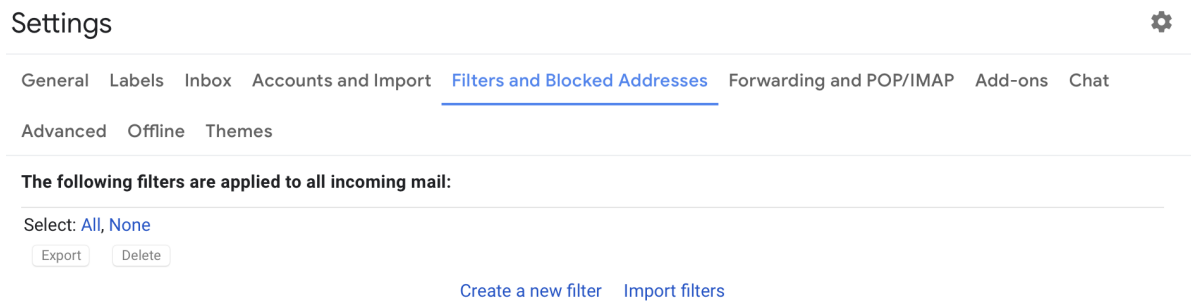 Settings
General Labels Inbox Accounts and Import Filters and Blocked Addresses Forwarding and POP/IMAP Add-ons Chat
Advanced Offline Themes
The following filters are applied to all incoming mail:
Select: All, None
Export Delete
Create a new filter Import filters